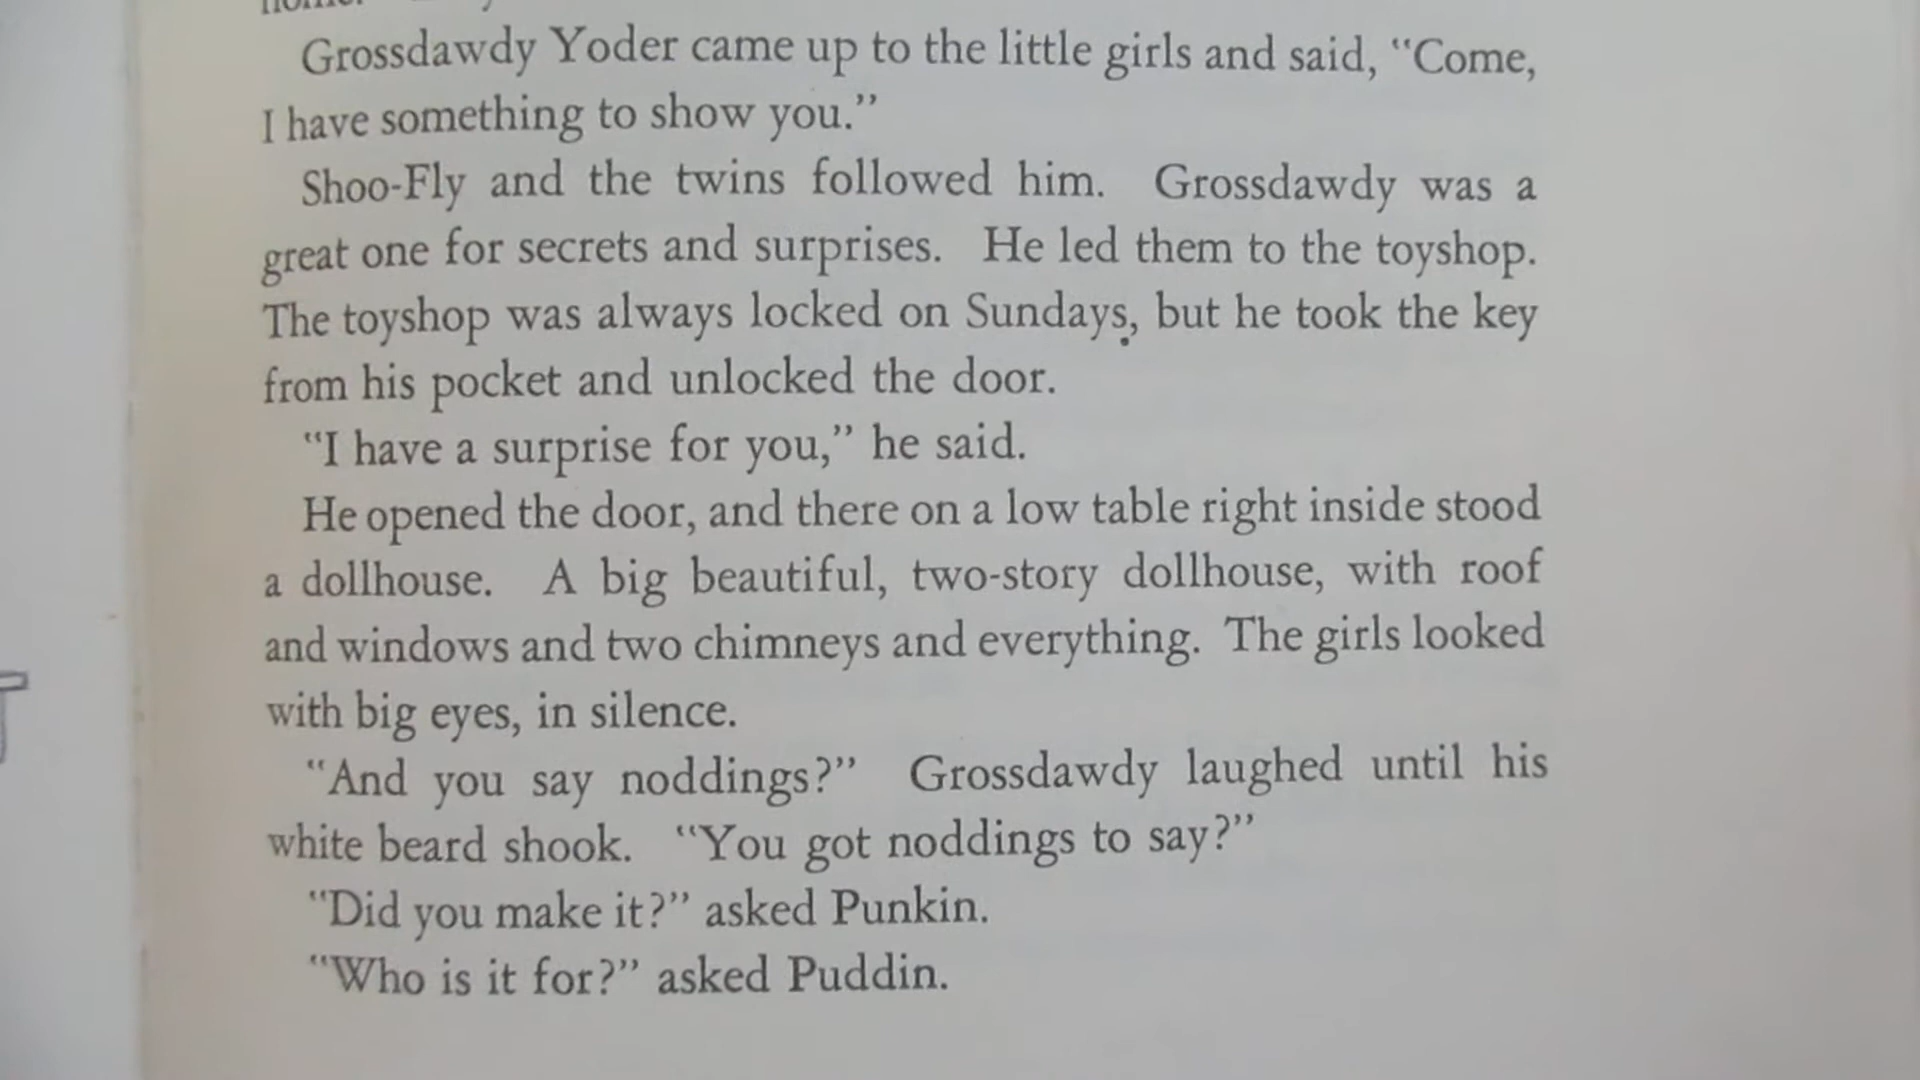 Grossdawdy Yoder came up to the little girls and said, “Come,
I have something to show you.”
Shoo-Fly and the twins followed him. Grossdawdy was a
great one for secrets and surprises. He led them to the toyshop.
The toyshop was always locked on Sundays, but he took the key
from his pocket and unlocked the door.
“I have a surprise for you,” he said.
He opened the door, and there on a low table right inside stood
a dollhouse. A big beautiful, two-story dollhouse, with roof
and windows and two chimneys and everything. The girls looked
with big eyes, in silence.
“And you say noddings?” Grossdawdy laughed until his
white beard shook. “You got noddings to say?”
“Did you make it?” asked Punkin.
“Who is it for?” asked Puddin.